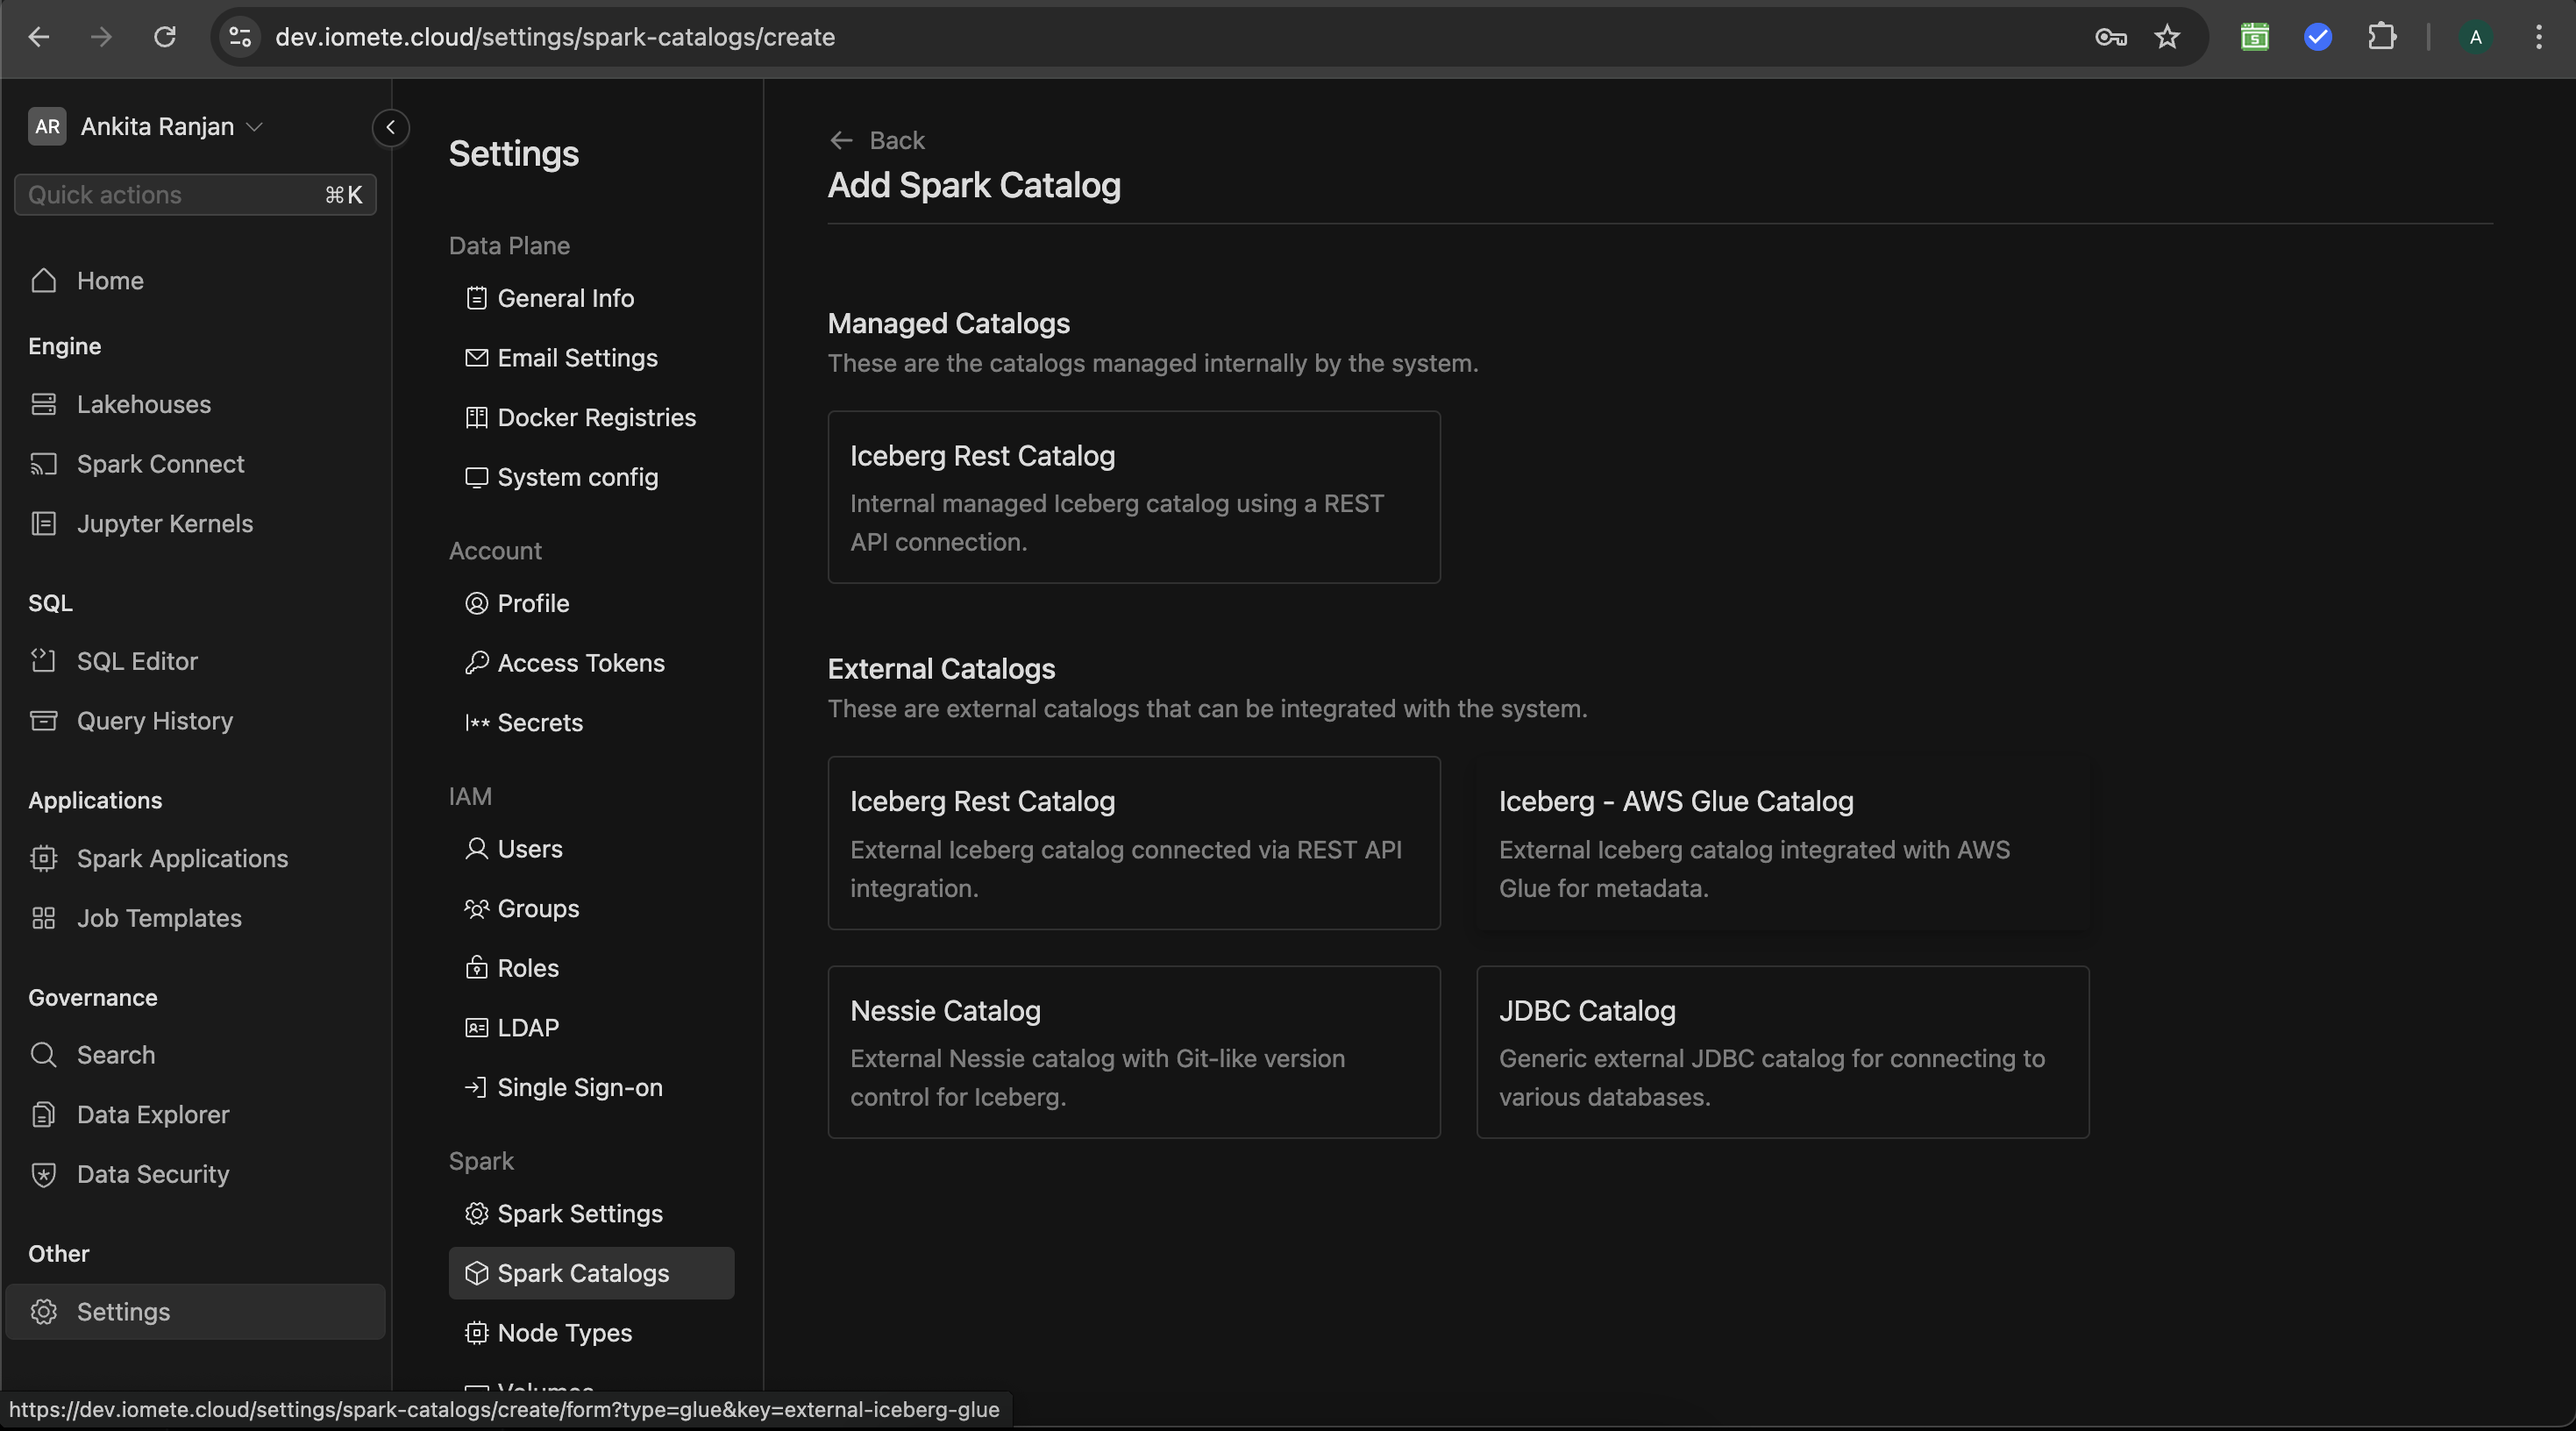 dev.iomete.cloud/settings/spark-catalogs/create
A
AR Ankita Ranjan
Quick actions ⌘K
Home
Engine
Lakehouses
Spark Connect
Jupyter Kernels
SQL
SQL Editor
Query History
Applications
Spark Applications
Job Templates
Governance
Search
Data Explorer
Data Security
Other
Settings
Settings
Data Plane
General Info
Email Settings
Docker Registries
System config
Account
Profile
Access Tokens
Secrets
IAM
Users
Groups
Roles
LDAP
Single Sign-on
Spark
Spark Settings
Spark Catalogs
Node Types
Volumes
Back
Add Spark Catalog
Managed Catalogs
These are the catalogs managed internally by the system.
Iceberg Rest Catalog
Internal managed Iceberg catalog using a REST
API connection.
External Catalogs
These are external catalogs that can be integrated with the system.
Iceberg Rest Catalog
External Iceberg catalog connected via REST API
integration.
Iceberg - AWS Glue Catalog
External Iceberg catalog integrated with AWS
Glue for metadata.
Nessie Catalog
External Nessie catalog with Git-like version
control for Iceberg.
JDBC Catalog
Generic external JDBC catalog for connecting to
various databases.
https://dev.iomete.cloud/settings/spark-catalogs/create/form?type=glue&key=external-iceberg-glue